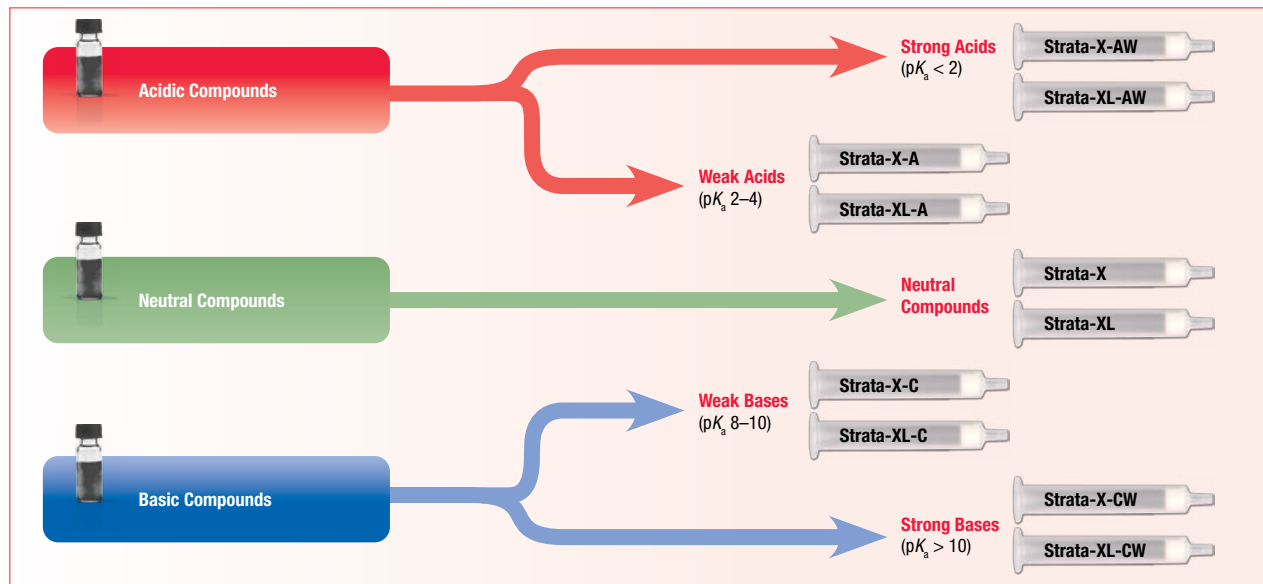 Acidic Compounds
Strong Acids
(pKa < 2)
Strata-X-AW
Strata-XL-AW
Weak Acids
(pKa 2–4)
Strata-X-A
Strata-XL-A
Neutral Compounds
Neutral
Compounds
Strata-X
Strata-XL
Basic Compounds
Weak Bases
(pKa 8–10)
Strata-X-C
Strata-XL-C
Strong Bases
(pKa > 10)
Strata-X-CW
Strata-XL-CW